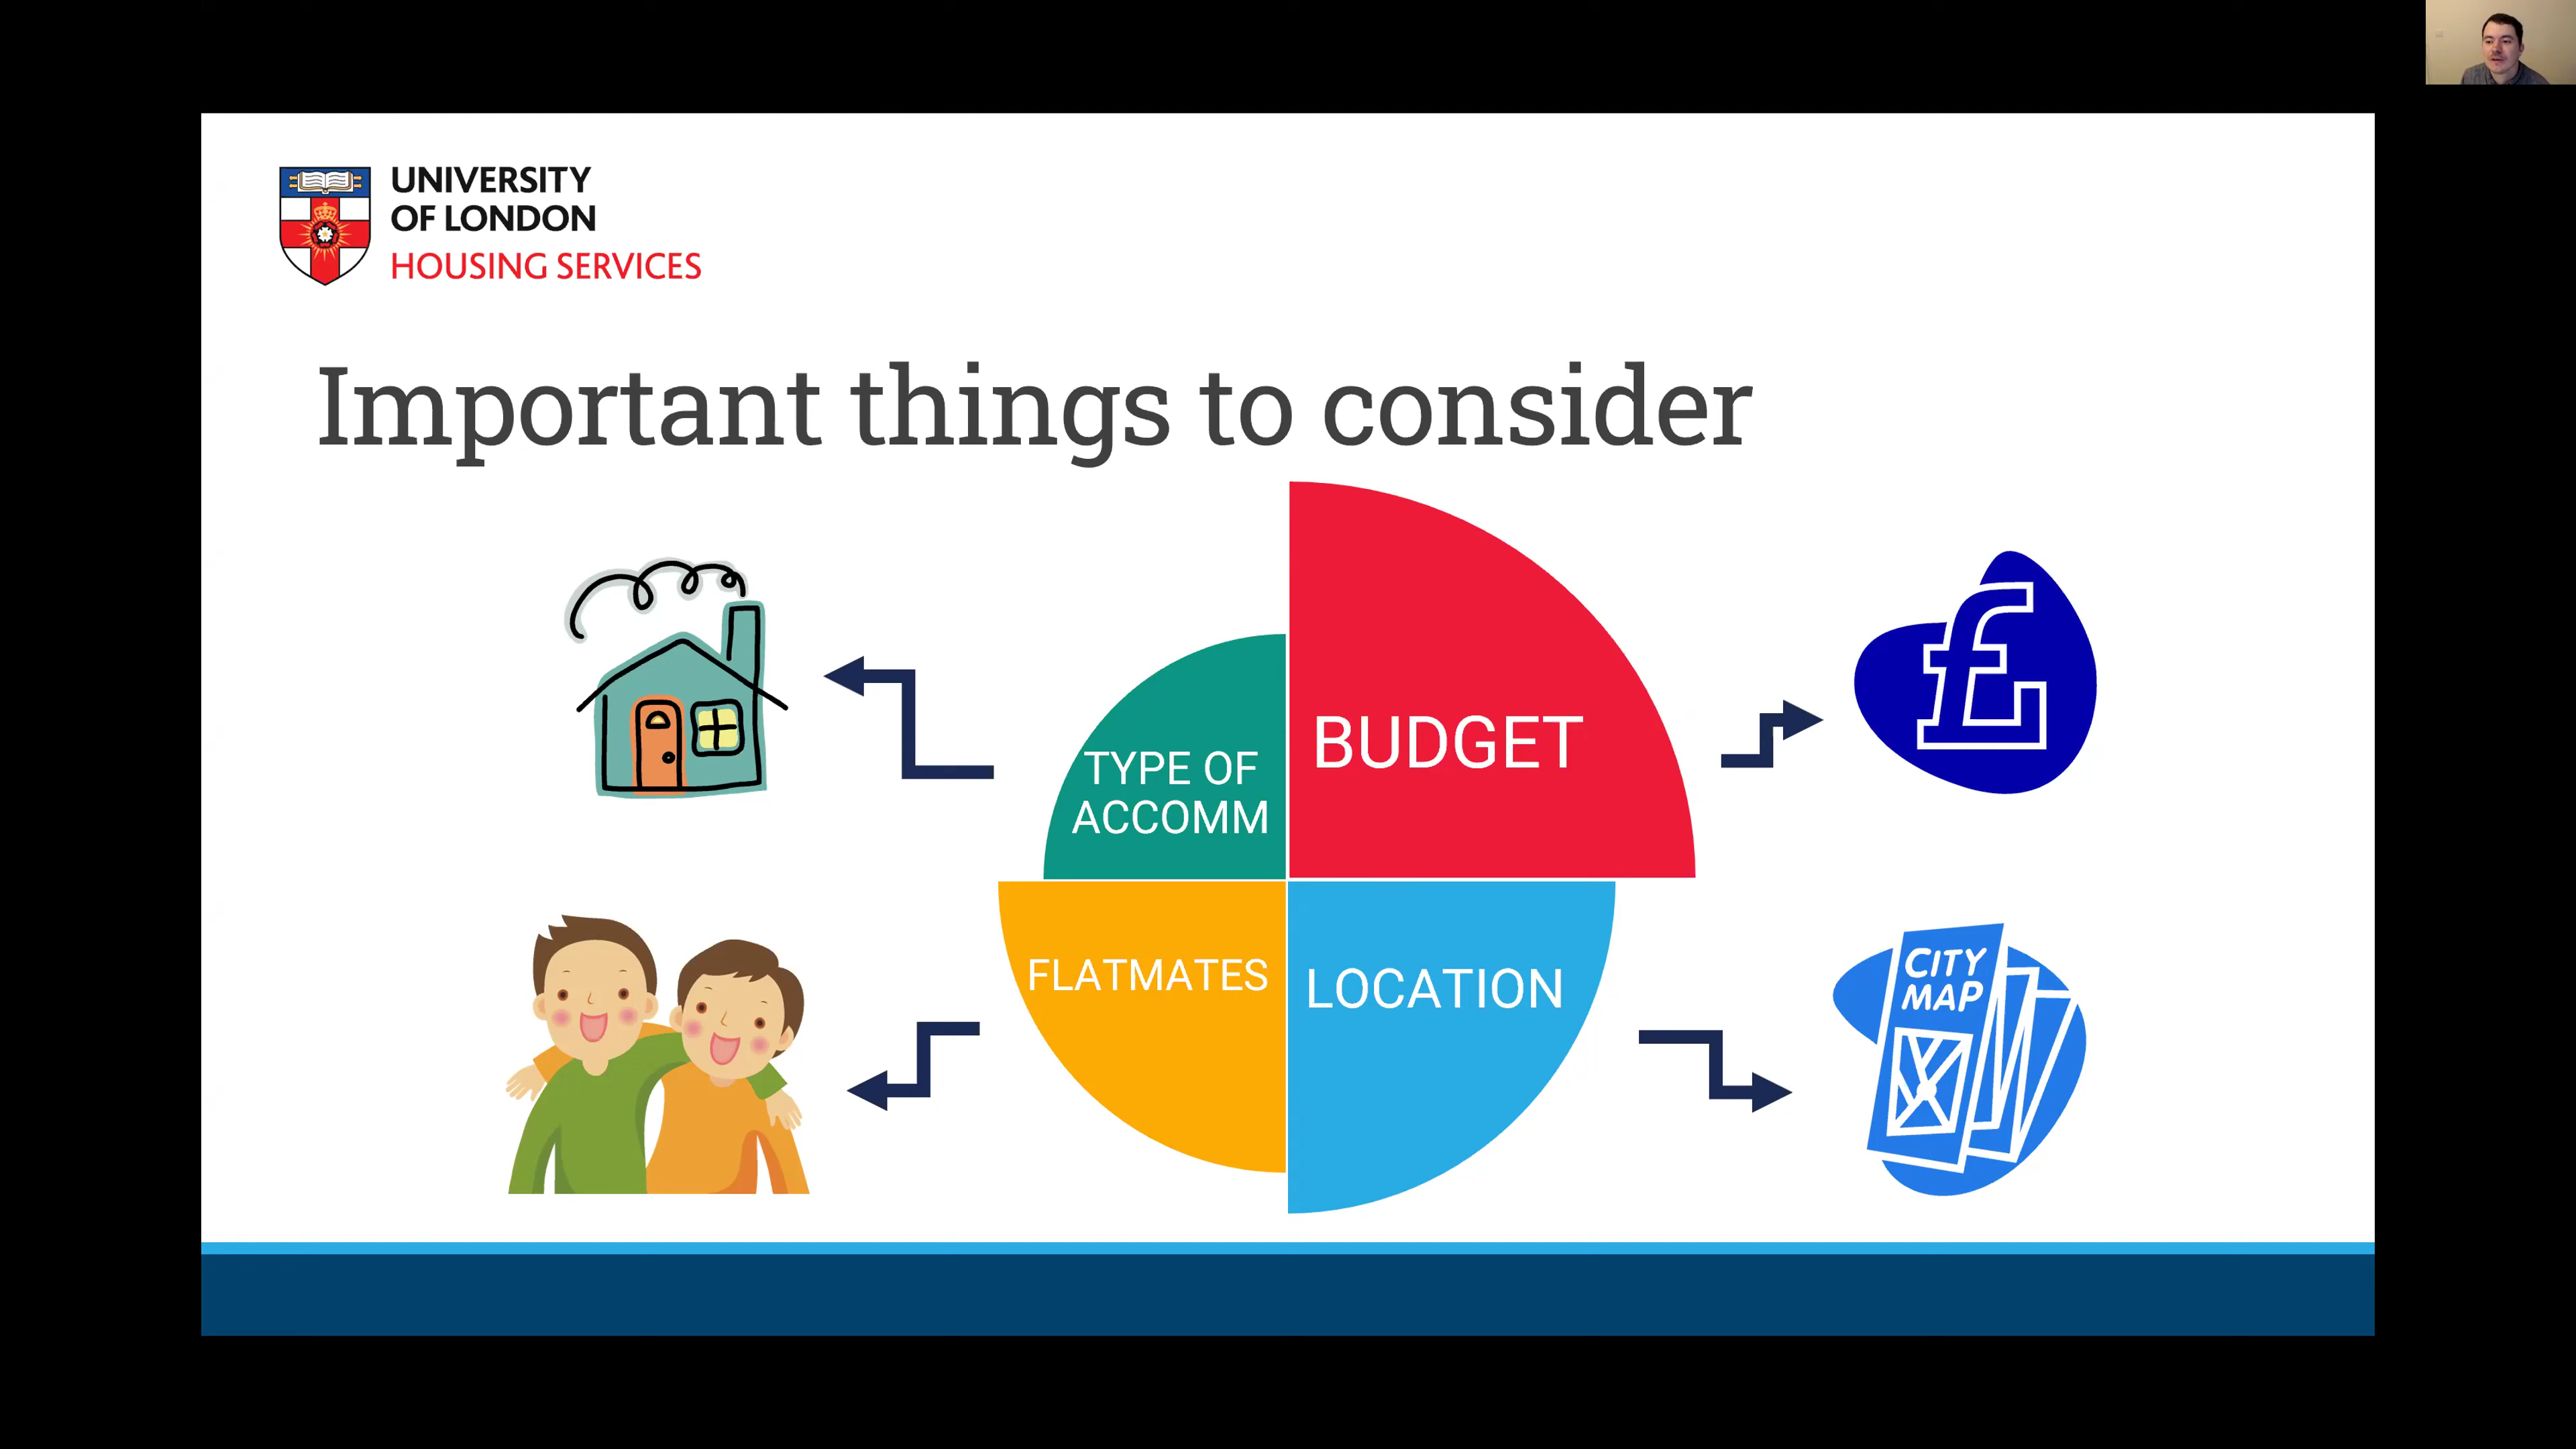 UNIVERSITY
OF LONDON
HOUSING SERVICES
Important things to consider
TYPE OF
ACCOMM
BUDGET
£
FLATMATES
LOCATION
CITY
MAP